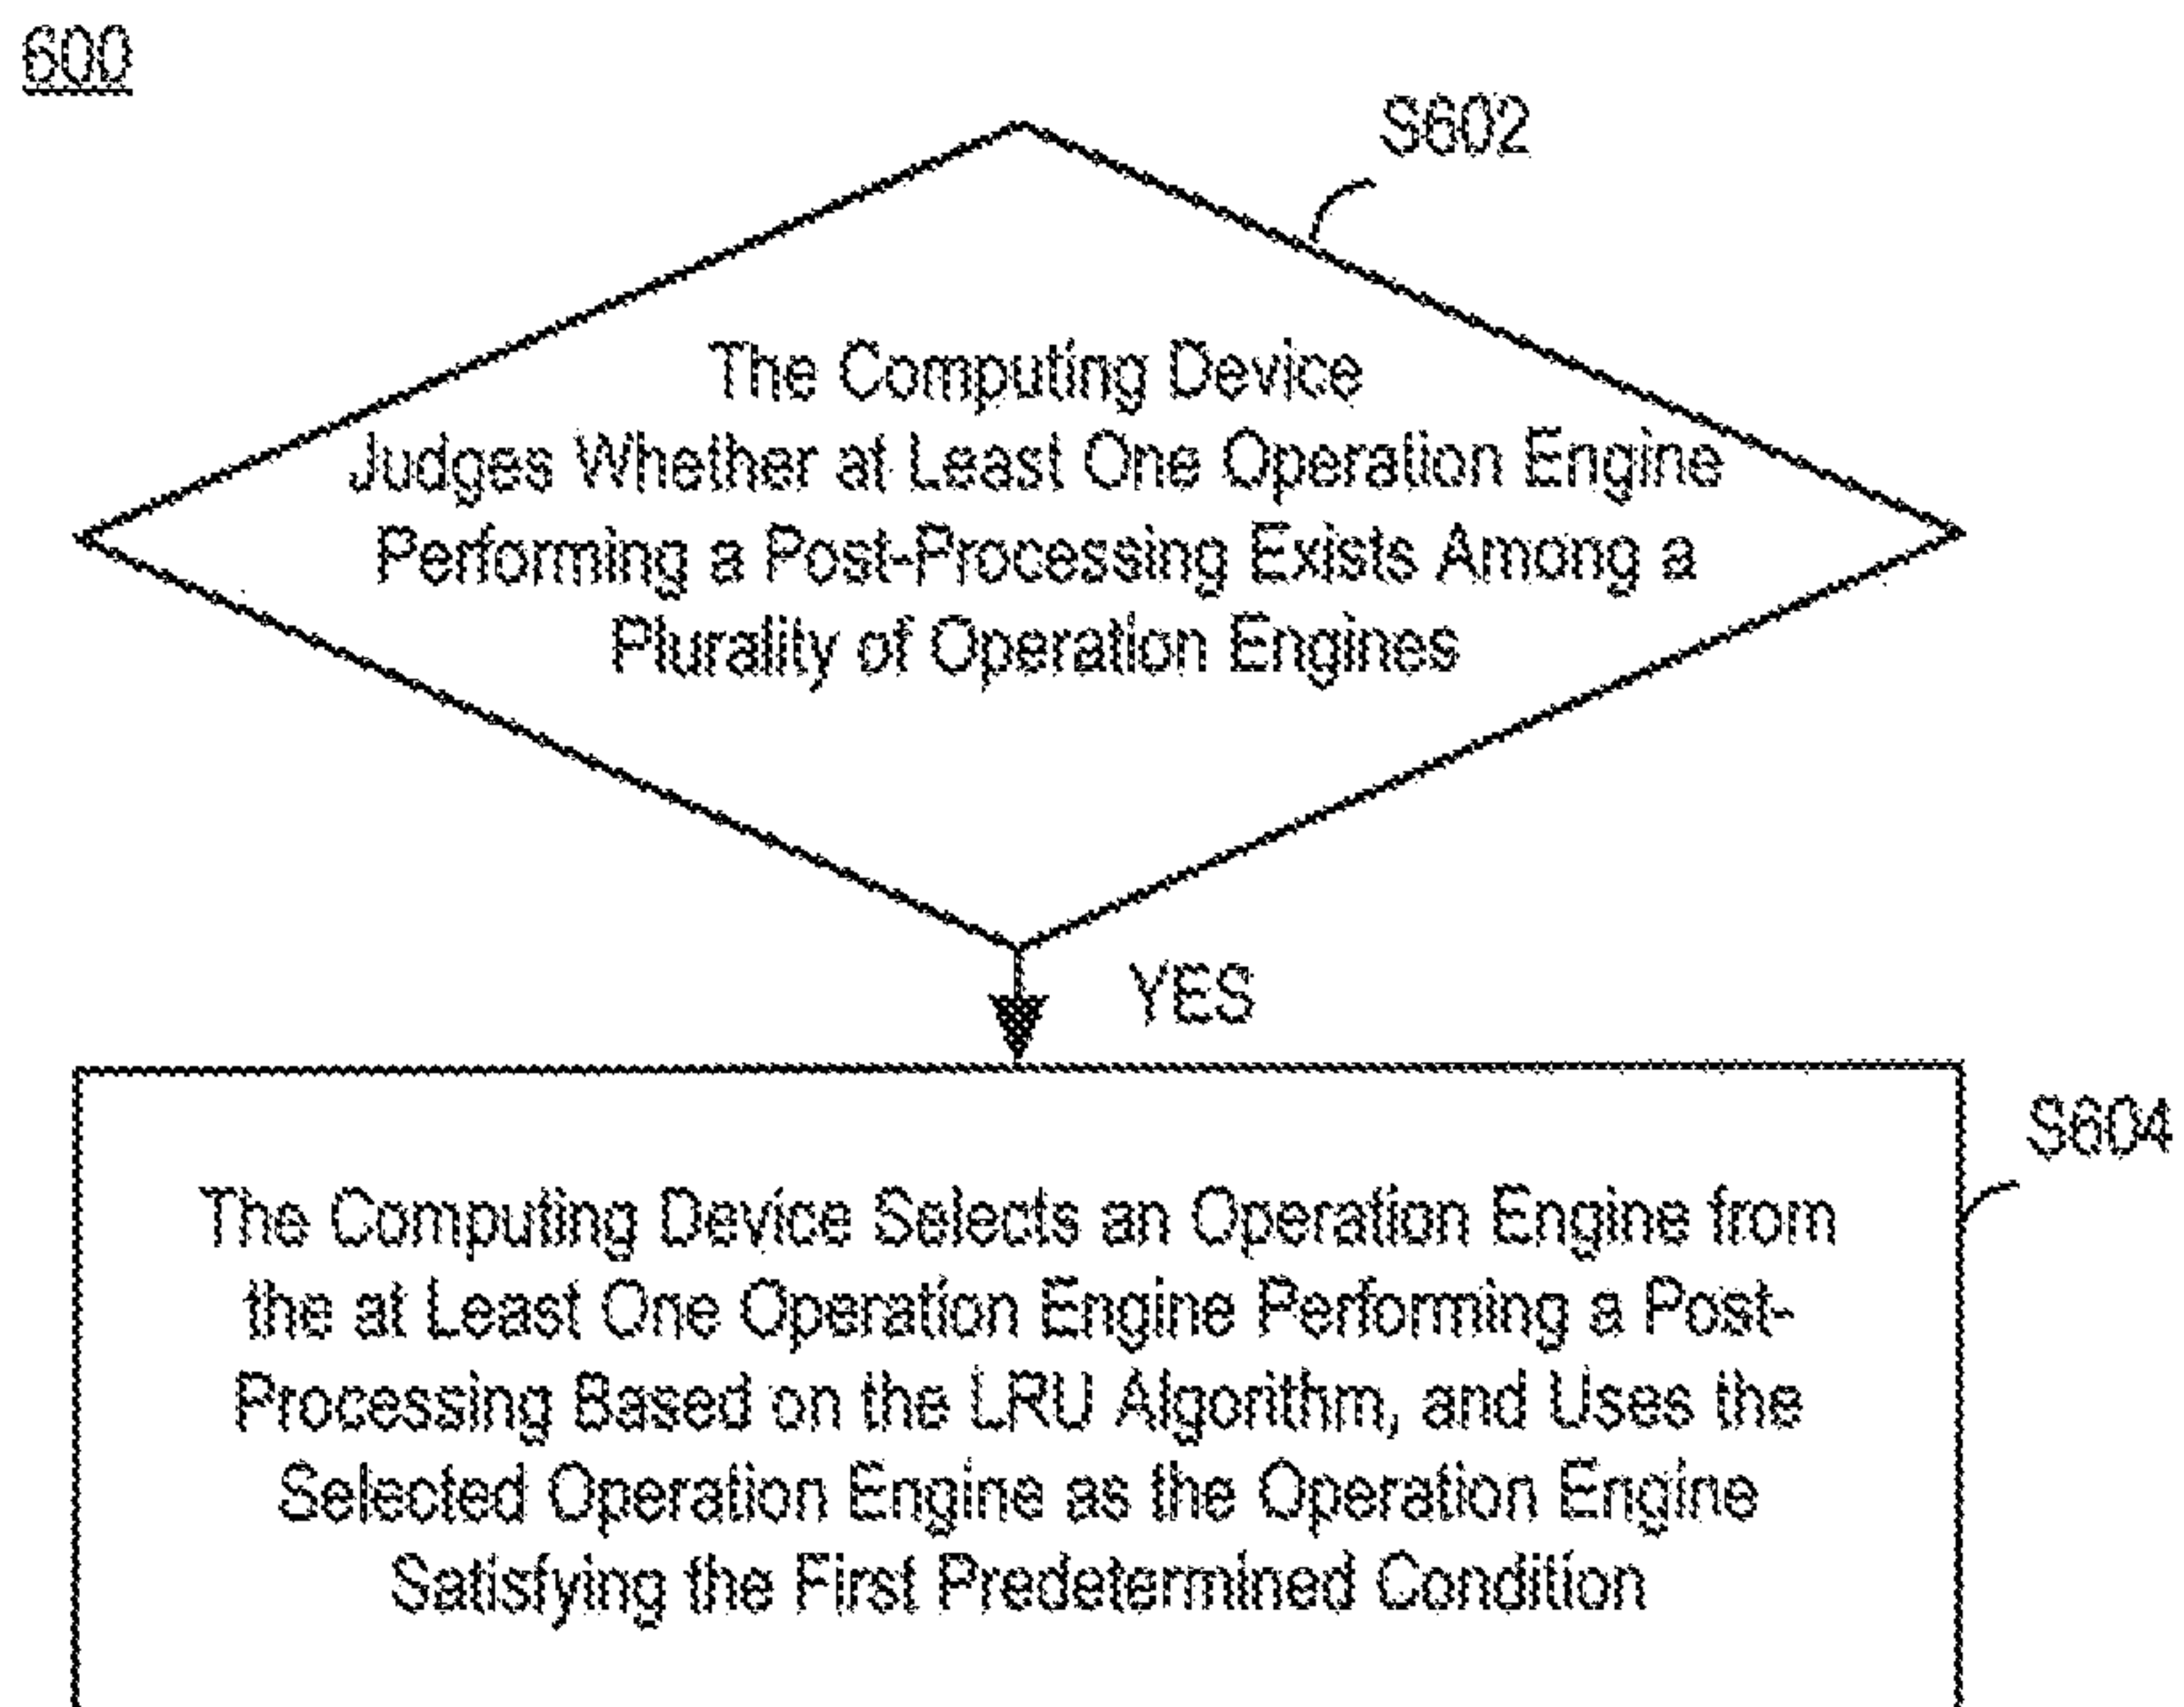 600
S602
The Computing Device
Judges Whether at Least One Operation Engine
Performing a Post-Processing Exists Among a
Plurality of Operation Engines
YES
S604
The Computing Device Selects an Operation Engine from
the at Least One Operation Engine Performing a Post-
Processing Based on the LRU Algorithm, and Uses the
Selected Operation Engine as the Operation Engine
Satisfying the First Predetermined Condition